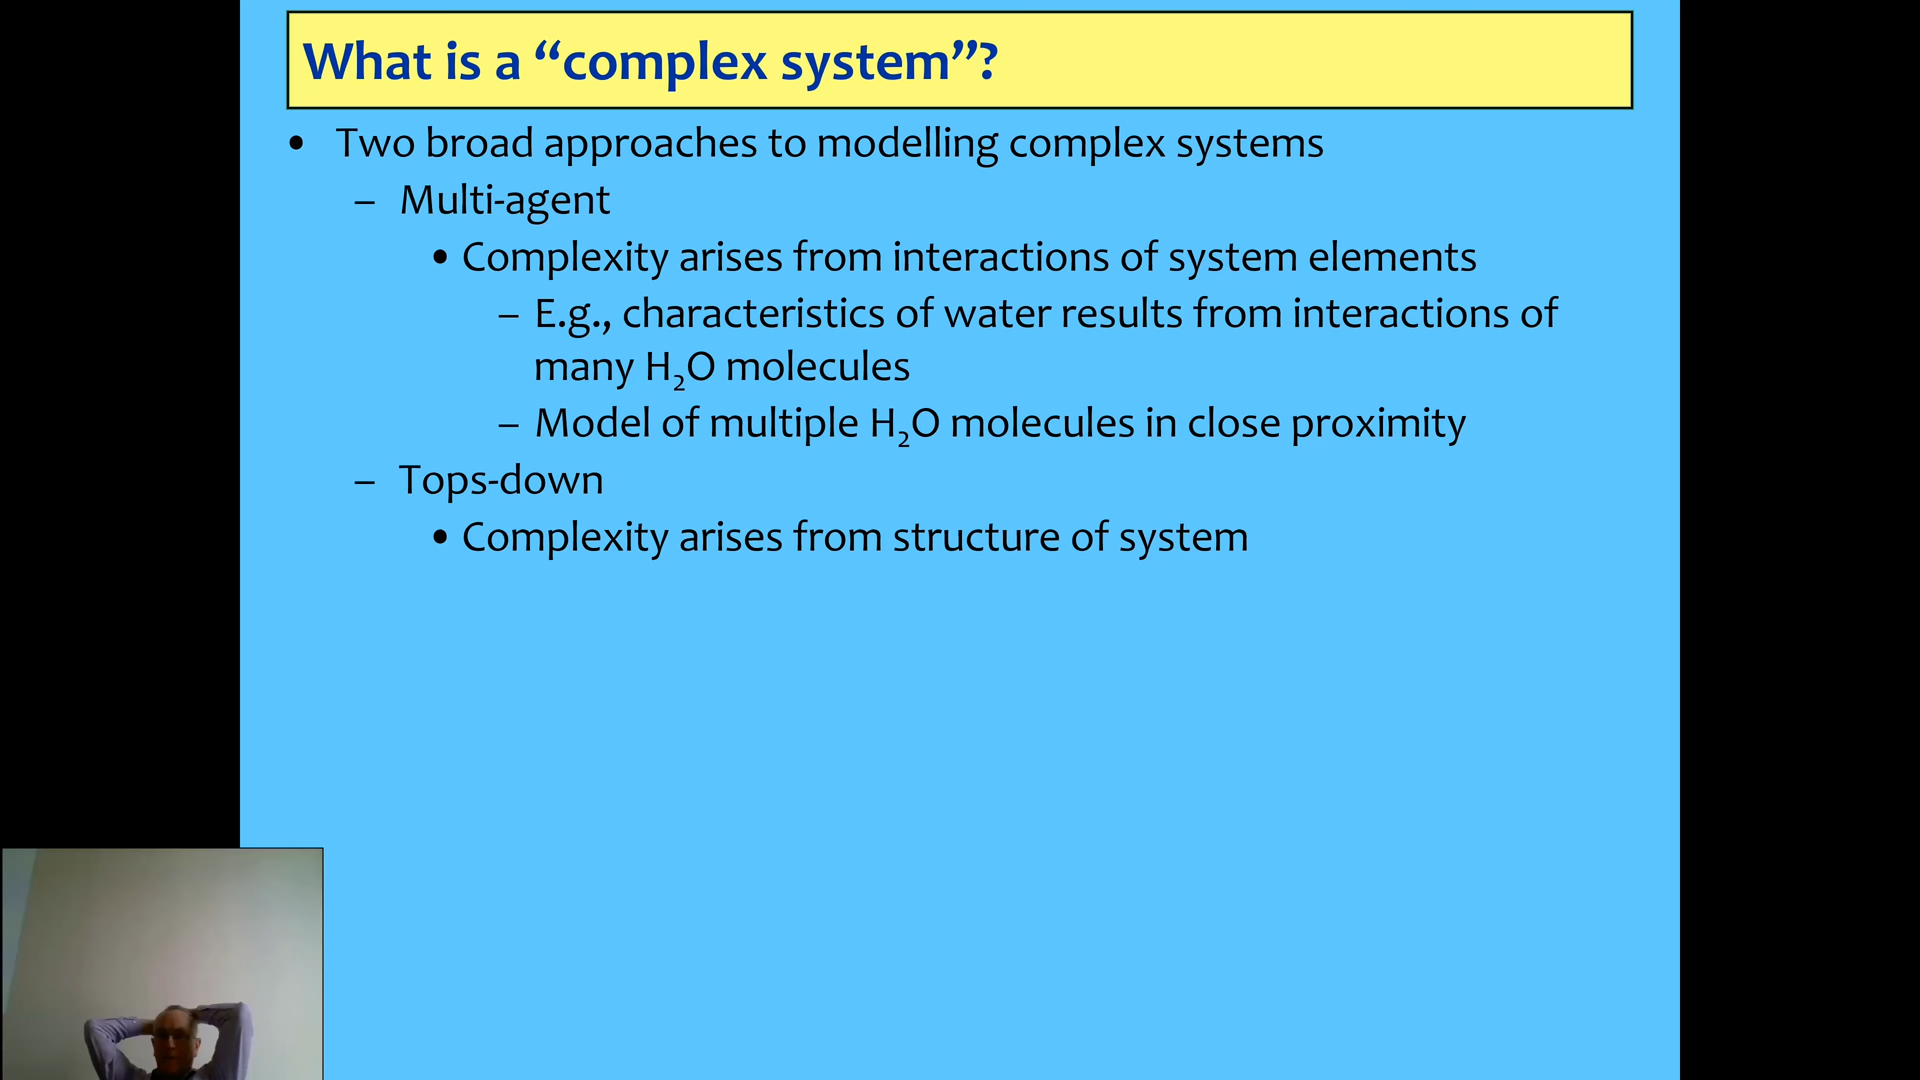 What is a “complex system”?
• Two broad approaches to modelling complex systems
– Multi-agent
• Complexity arises from interactions of system elements
– E.g., characteristics of water results from interactions of
many H₂O molecules
– Model of multiple H₂O molecules in close proximity
– Tops-down
• Complexity arises from structure of system